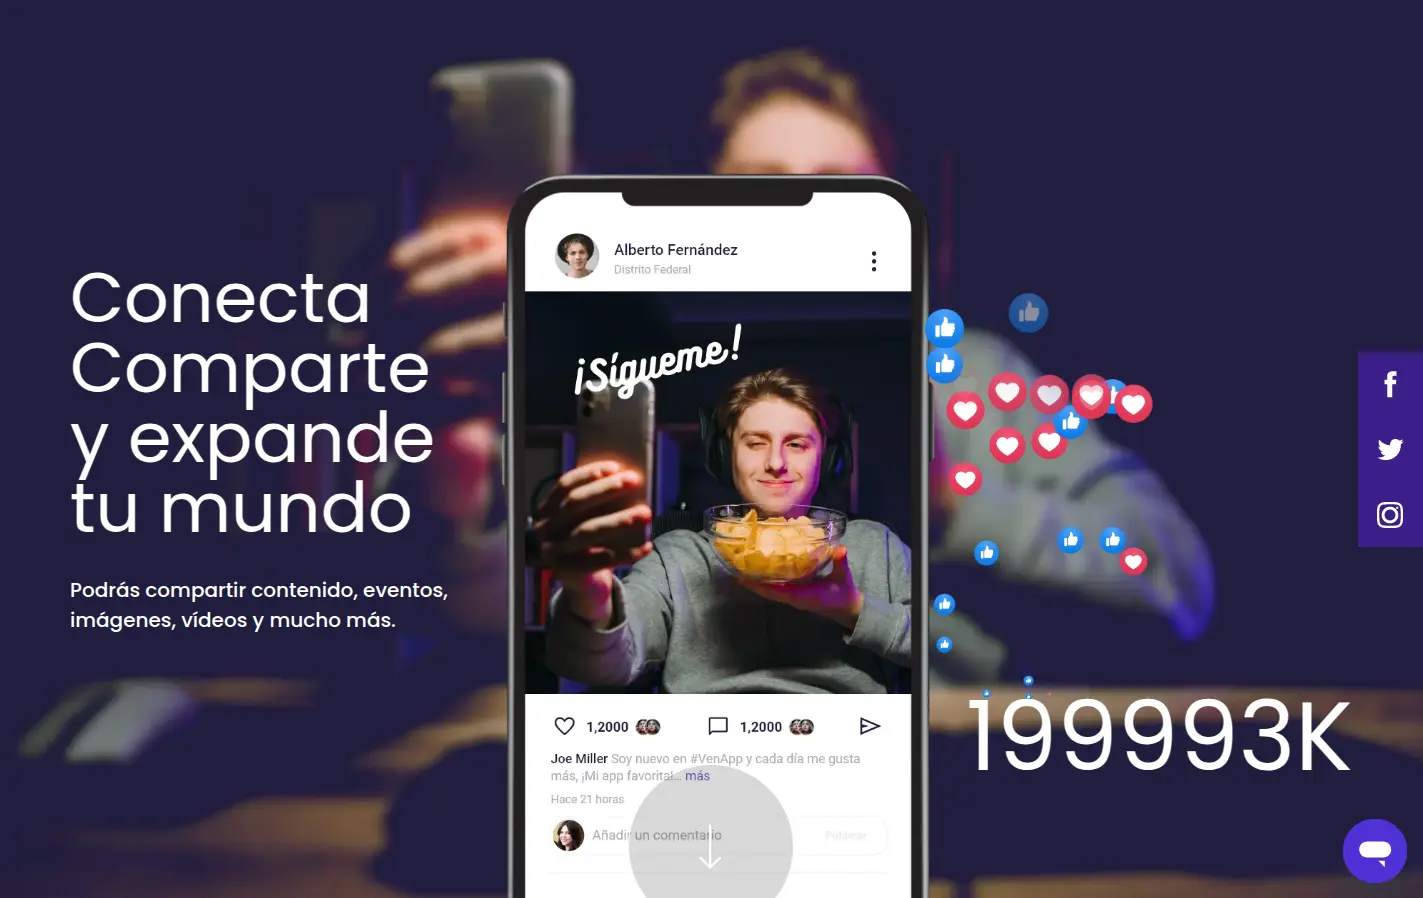 Conecta
Comparte
y expande
tu mundo
Podrás compartir contenido, eventos,
imágenes, vídeos y mucho más.
Alberto Fernández
Distrito Federal
¡Sígueme!
1,2000
1,2000
Joe Miller Soy nuevo en #VenApp y cada día me gusta
más, ¡Mi app favorita!... más
Hace 21 horas
Añadir un comentario
Publicar
199993K